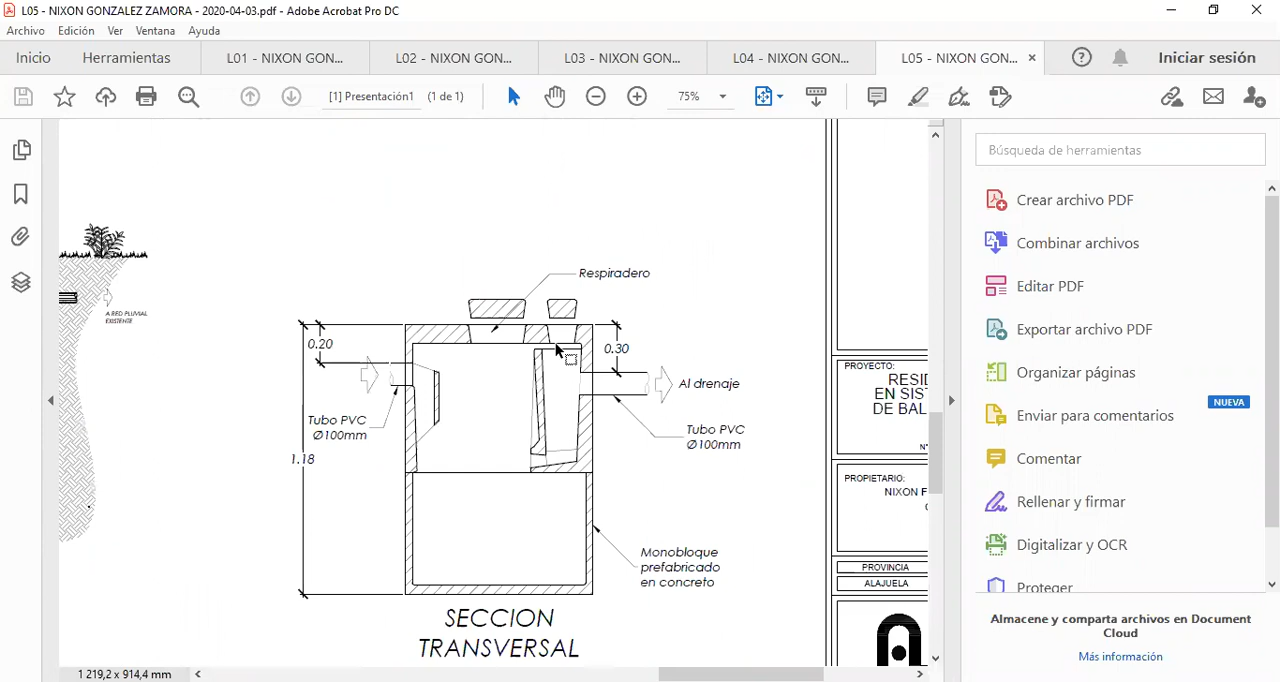 L05 - NIXON GONZALEZ ZAMORA - 2020-04-03.pdf - Adobe Acrobat Pro DC
Archivo Edición Ver Ventana Ayuda
Inicio Herramientas L01 - NIXON GON... L02 - NIXON GON... L03 - NIXON GON... L04 - NIXON GON... L05 - NIXON GON... × Iniciar sesión
[1] Presentación1 (1 de 1) 75%
Búsqueda de herramientas
Crear archivo PDF
Combinar archivos
Editar PDF
Exportar archivo PDF
Organizar páginas
NUEVA
Enviar para comentarios
Comentar
Rellenar y firmar
Digitalizar y OCR
Proteger
Almacene y comparta archivos en Document
Cloud
Más información
A RED PLUVIAL
EXISTENTE
Respiradero
0.20
0.30
Al drenaje
Tubo PVC
Ø100mm
Tubo PVC
Ø100mm
1.18
Monobloque
prefabricado
en concreto
SECCION
TRANSVERSAL
PROYECTO:
RESID
EN SIS
DE BAL
N°
PROPIETARIO:
NIXON F
PROVINCIA
ALAJUELA
1 219,2 x 914,4 mm